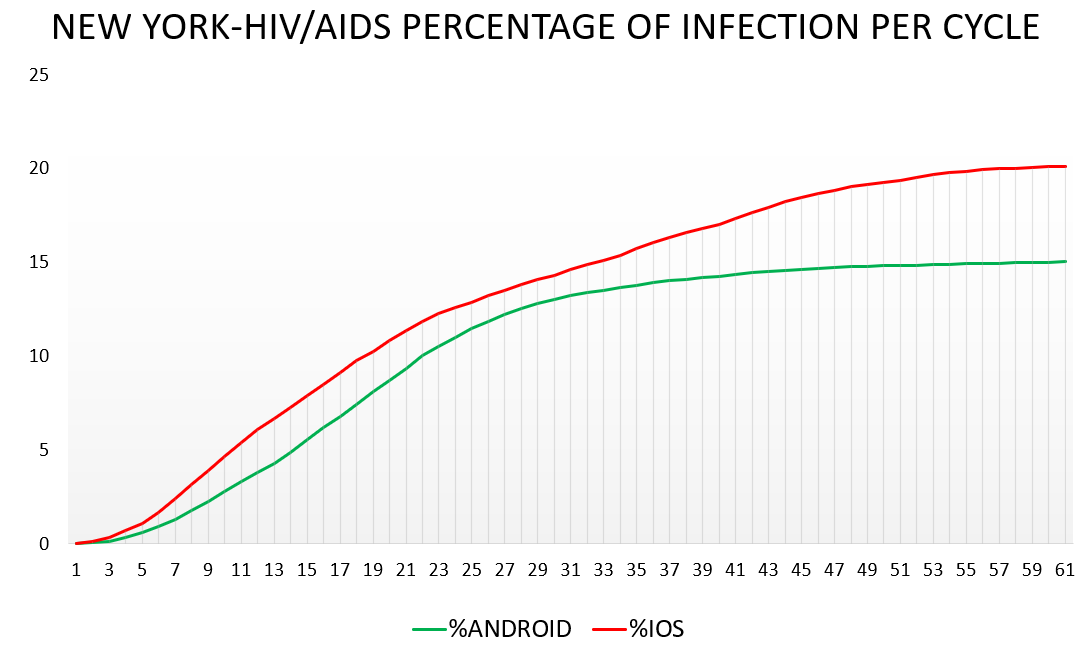 NEW YORK-HIV/AIDS PERCENTAGE OF INFECTION PER CYCLE
25
20
15
10
5
0
1 3 5 7 9 11 13 15 17 19 21 23 25 27 29 31 33 35 37 39 41 43 45 47 49 51 53 55 57 59 61
%ANDROID %IOS